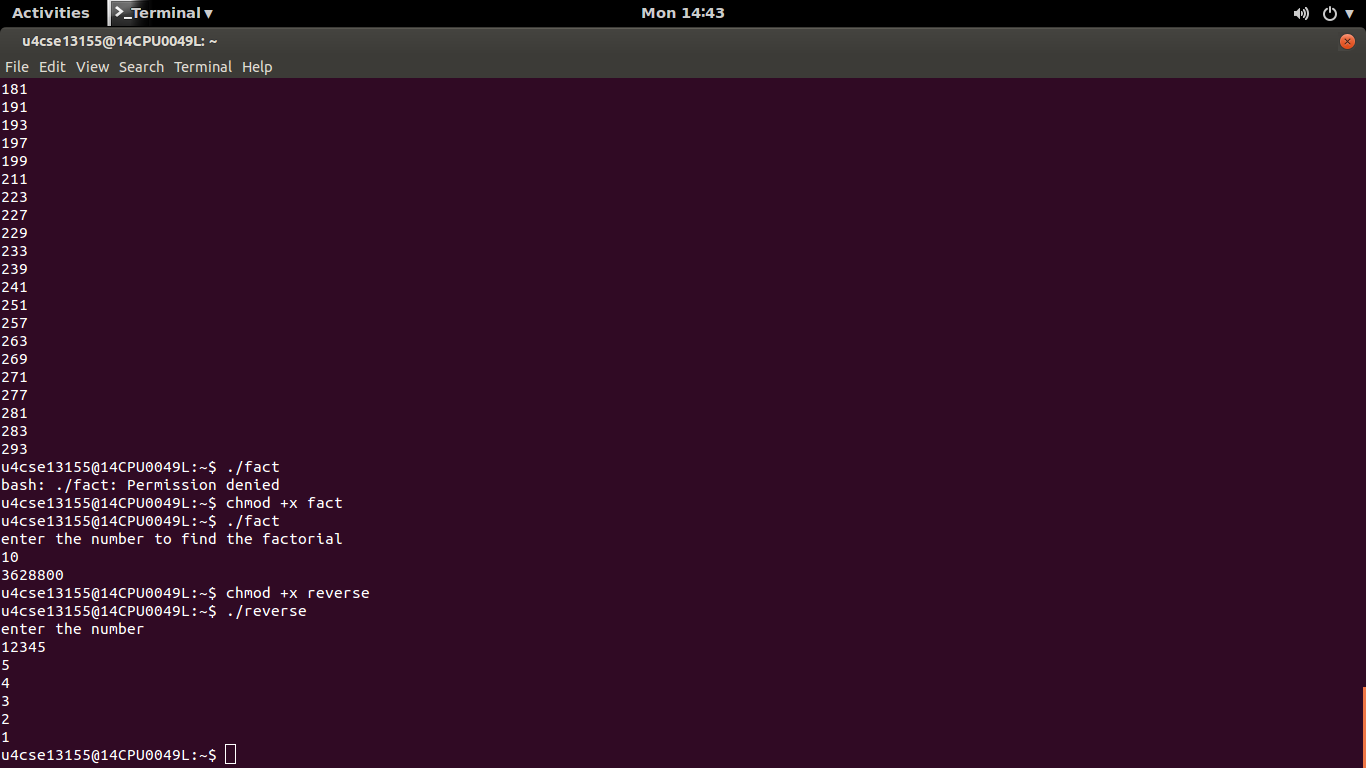 Activities >_Terminal ▾ Mon 14:43
u4cse13155@14CPU0049L: ~
File Edit View Search Terminal Help
181
191
193
197
199
211
223
227
229
233
239
241
251
257
263
269
271
277
281
283
293
u4cse13155@14CPU0049L:~$ ./fact
bash: ./fact: Permission denied
u4cse13155@14CPU0049L:~$ chmod +x fact
u4cse13155@14CPU0049L:~$ ./fact
enter the number to find the factorial
10
3628800
u4cse13155@14CPU0049L:~$ chmod +x reverse
u4cse13155@14CPU0049L:~$ ./reverse
enter the number
12345
5
4
3
2
1
u4cse13155@14CPU0049L:~$